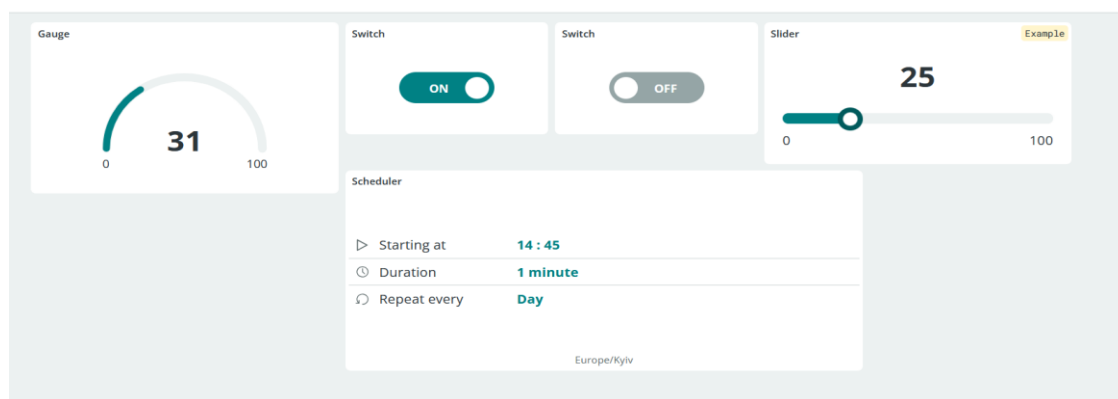 Gauge
31
0
100
Switch
ON
Switch
OFF
Slider
Example
25
0
100
Scheduler
Starting at 14 : 45
Duration 1 minute
Repeat every Day
Europe/Kyiv